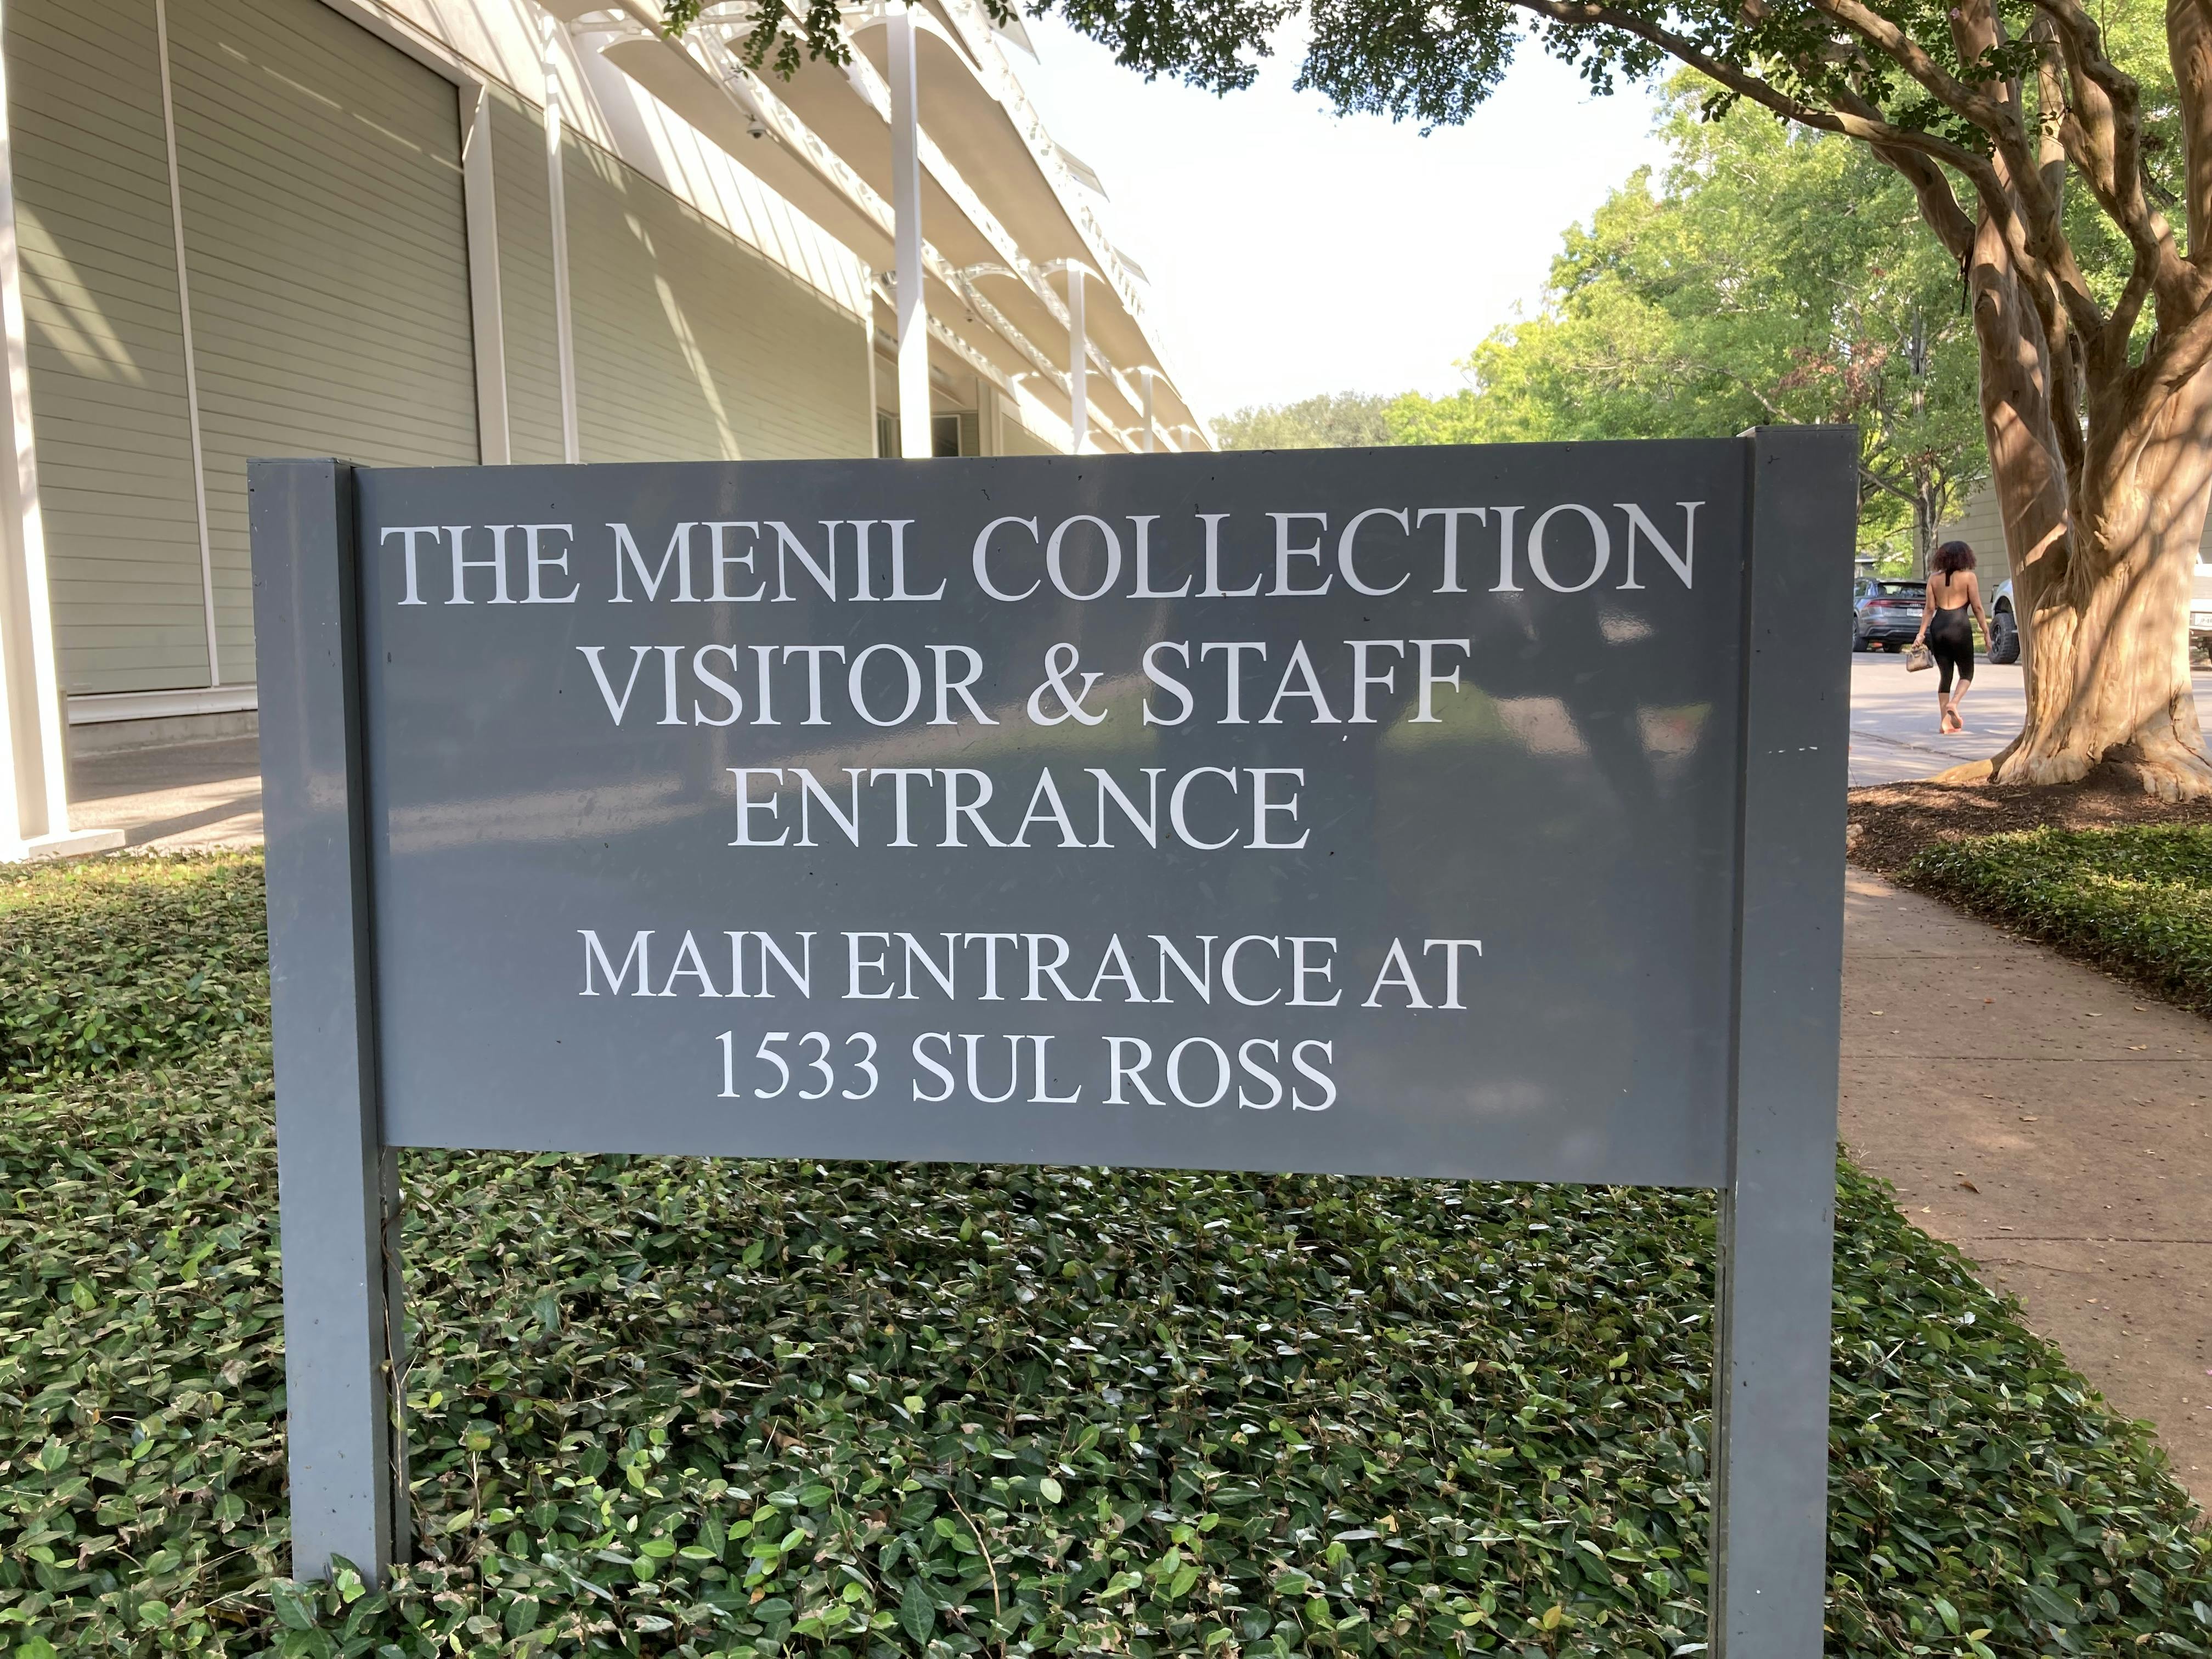 THE MENIL COLLECTION
VISITOR & STAFF
ENTRANCE
MAIN ENTRANCE AT
1533 SUL ROSS